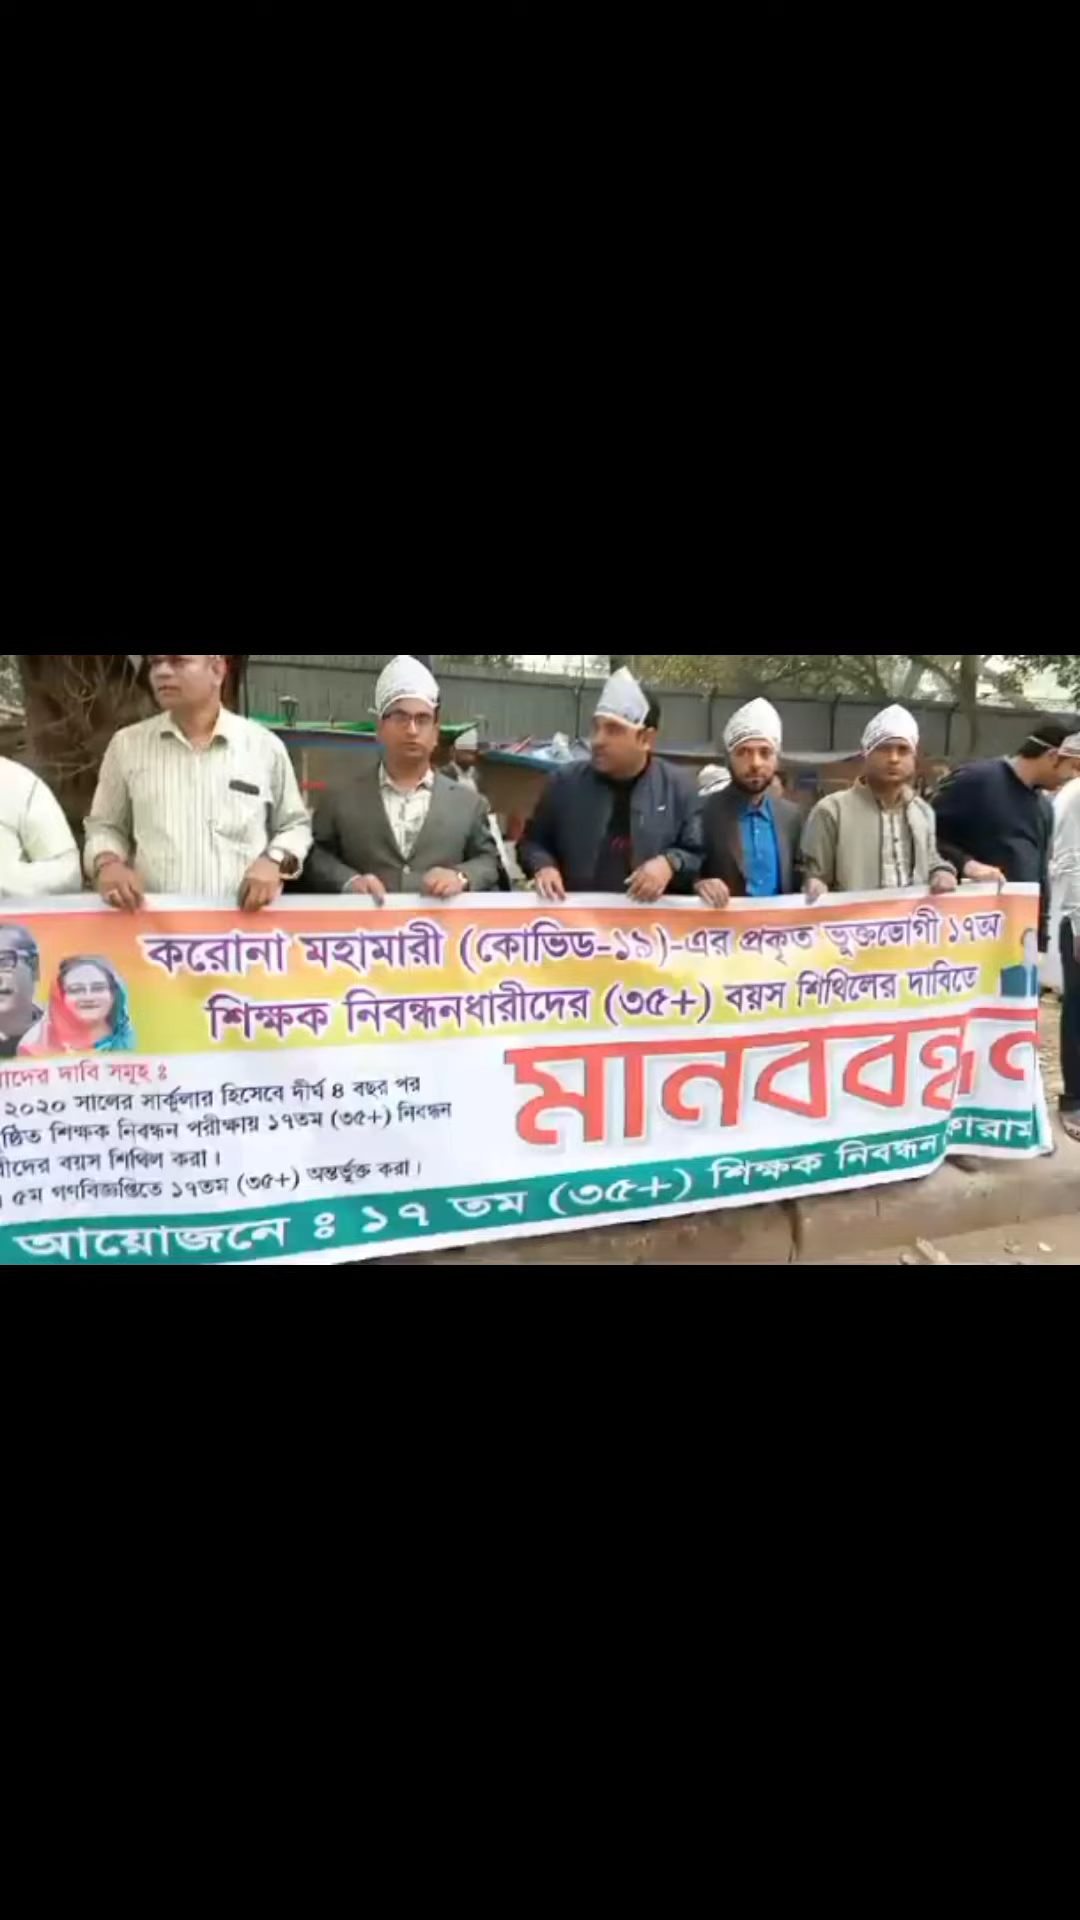 করোনা মহামারী (কোভিড-১৯)-এর প্রকৃত ভূক্তভোগী ১৭অ
শিক্ষক নিবন্ধনধারীদের (৩৫+) বয়স শিথিলের দাবিতে
মানববন্ধন
াদের দাবি সমূহ ঃ
২০২০ সালের সার্কুলার হিসেবে দীর্ঘ ৪ বছর পর
ষ্ঠিত শিক্ষক নিবন্ধন পরীক্ষায় ১৭তম (৩৫+) নিবন্ধন
রীদের বয়স শিথিল করা।
৫ম গণবিজ্ঞপ্তিতে ১৭তম (৩৫+) অন্তর্ভুক্ত করা।
আয়োজনে ঃ ১৭ তম (৩৫+) শিক্ষক নিবন্ধন